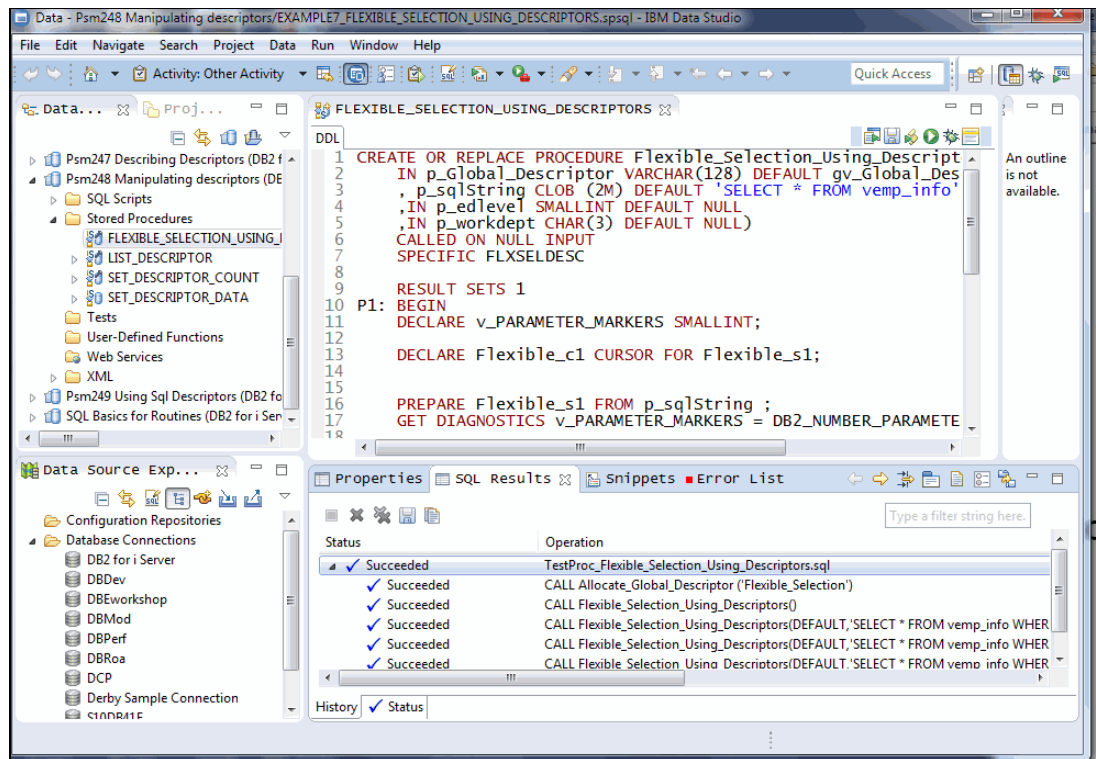 Data - Psm248 Manipulating descriptors/EXAMPLE7_FLEXIBLE_SELECTION_USING_DESCRIPTORS.spsql - IBM Data Studio
File Edit Navigate Search Project Data Run Window Help
Activity: Other Activity
Quick Access
Data...
Proj...
Psm247 Describing Descriptors (DB2 f
Psm248 Manipulating descriptors (DE
SQL Scripts
Stored Procedures
FLEXIBLE_SELECTION_USING_I
LIST_DESCRIPTOR
SET_DESCRIPTOR_COUNT
SET_DESCRIPTOR_DATA
Tests
User-Defined Functions
Web Services
XML
Psm249 Using Sql Descriptors (DB2 fo
SQL Basics for Routines (DB2 for i Ser
FLEXIBLE_SELECTION_USING_DESCRIPTORS
DDL
1 CREATE OR REPLACE PROCEDURE Flexible_Selection_Using_Descript
2 IN p_Global_Descriptor VARCHAR(128) DEFAULT gv_Global_Des
3 , p_sqlString CLOB (2M) DEFAULT 'SELECT * FROM vemp_info'
4 ,IN p_edlevel SMALLINT DEFAULT NULL
5 ,IN p_workdept CHAR(3) DEFAULT NULL)
6 CALLED ON NULL INPUT
7 SPECIFIC FLXSELDESC
8
9 RESULT SETS 1
10 P1: BEGIN
11 DECLARE v_PARAMETER_MARKERS SMALLINT;
12
13 DECLARE Flexible_c1 CURSOR FOR Flexible_s1;
14
15
16 PREPARE Flexible_s1 FROM p_sqlString ;
17 GET DIAGNOSTICS v_PARAMETER_MARKERS = DB2_NUMBER_PARAMETE
18
An outline
is not
available.
Data Source Exp...
Configuration Repositories
Database Connections
DB2 for i Server
DBDev
DBEworkshop
DBMod
DBPerf
DBRoa
DCP
Derby Sample Connection
S10DB41F
Properties
SQL Results
Snippets
Error List
Type a filter string here.
Status Operation
Succeeded TestProc_Flexible_Selection_Using_Descriptors.sql
Succeeded CALL Allocate_Global_Descriptor ('Flexible_Selection')
Succeeded CALL Flexible_Selection_Using_Descriptors()
Succeeded CALL Flexible_Selection_Using_Descriptors(DEFAULT,'SELECT * FROM vemp_info WHER
Succeeded CALL Flexible_Selection_Using_Descriptors(DEFAULT,'SELECT * FROM vemp_info WHER
Succeeded CALL Flexible_Selection_Using_Descriptors(DEFAULT,'SELECT * FROM vemp_info WHER
History Status